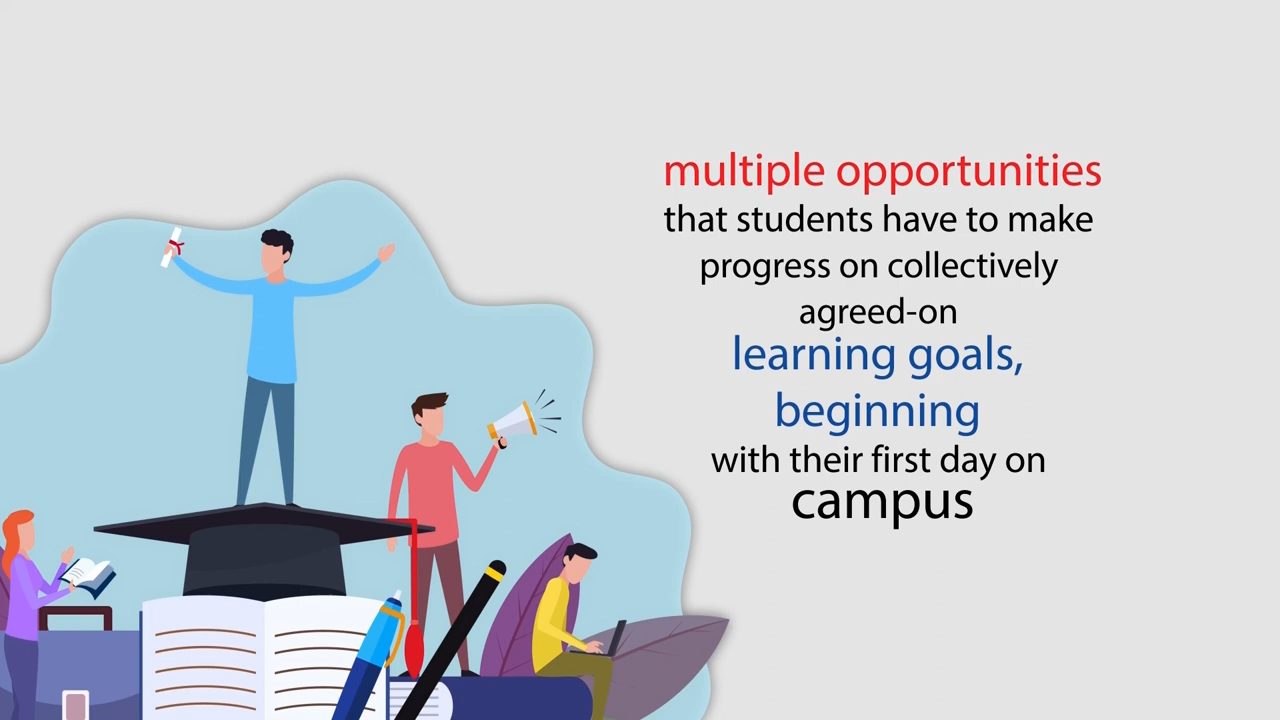 multiple opportunities
that students have to make
progress on collectively
agreed-on
learning goals,
beginning
with their first day on
campus